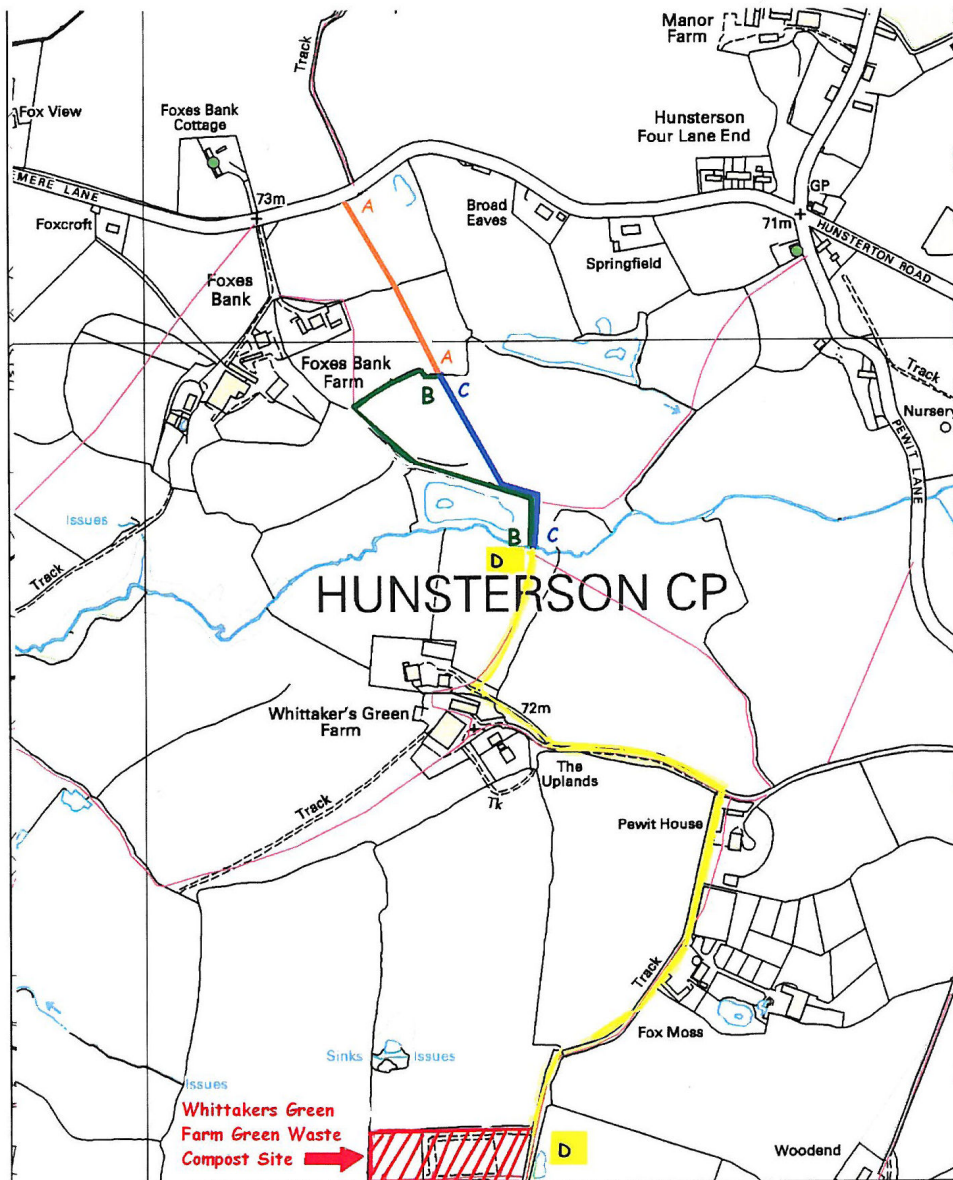 Manor
Farm
Track
Fox View
Foxes Bank
Cottage
Hunsterson
Four Lane End
MERE LANE
73m
A
Broad
Eaves
GP
71m
Foxcroft
HUNSTERTON ROAD
Springfield
Foxes
Bank
A
Foxes Bank
Farm
B
C
Track
Nursery
PEWIT LANE
Issues
B
C
D
Track
HUNSTERSON CP
Whittaker's Green
Farm
72m
The
Uplands
Track
Tk
Pewit House
Track
Fox Moss
Sinks
Issues
Issues
Whittakers Green
Farm Green Waste
Compost Site
D
Woodend